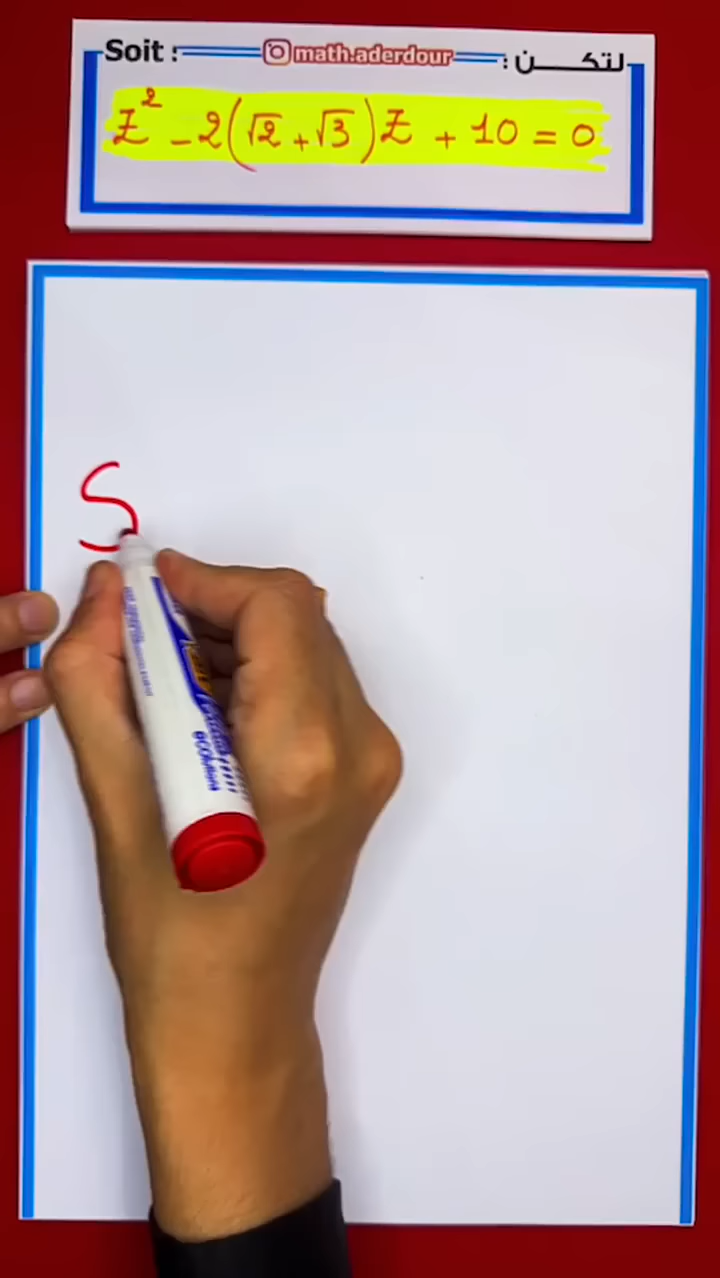 Soit : math.aderdour لتكن :
Z² - 2(√2 + √3)Z + 10 = 0
S